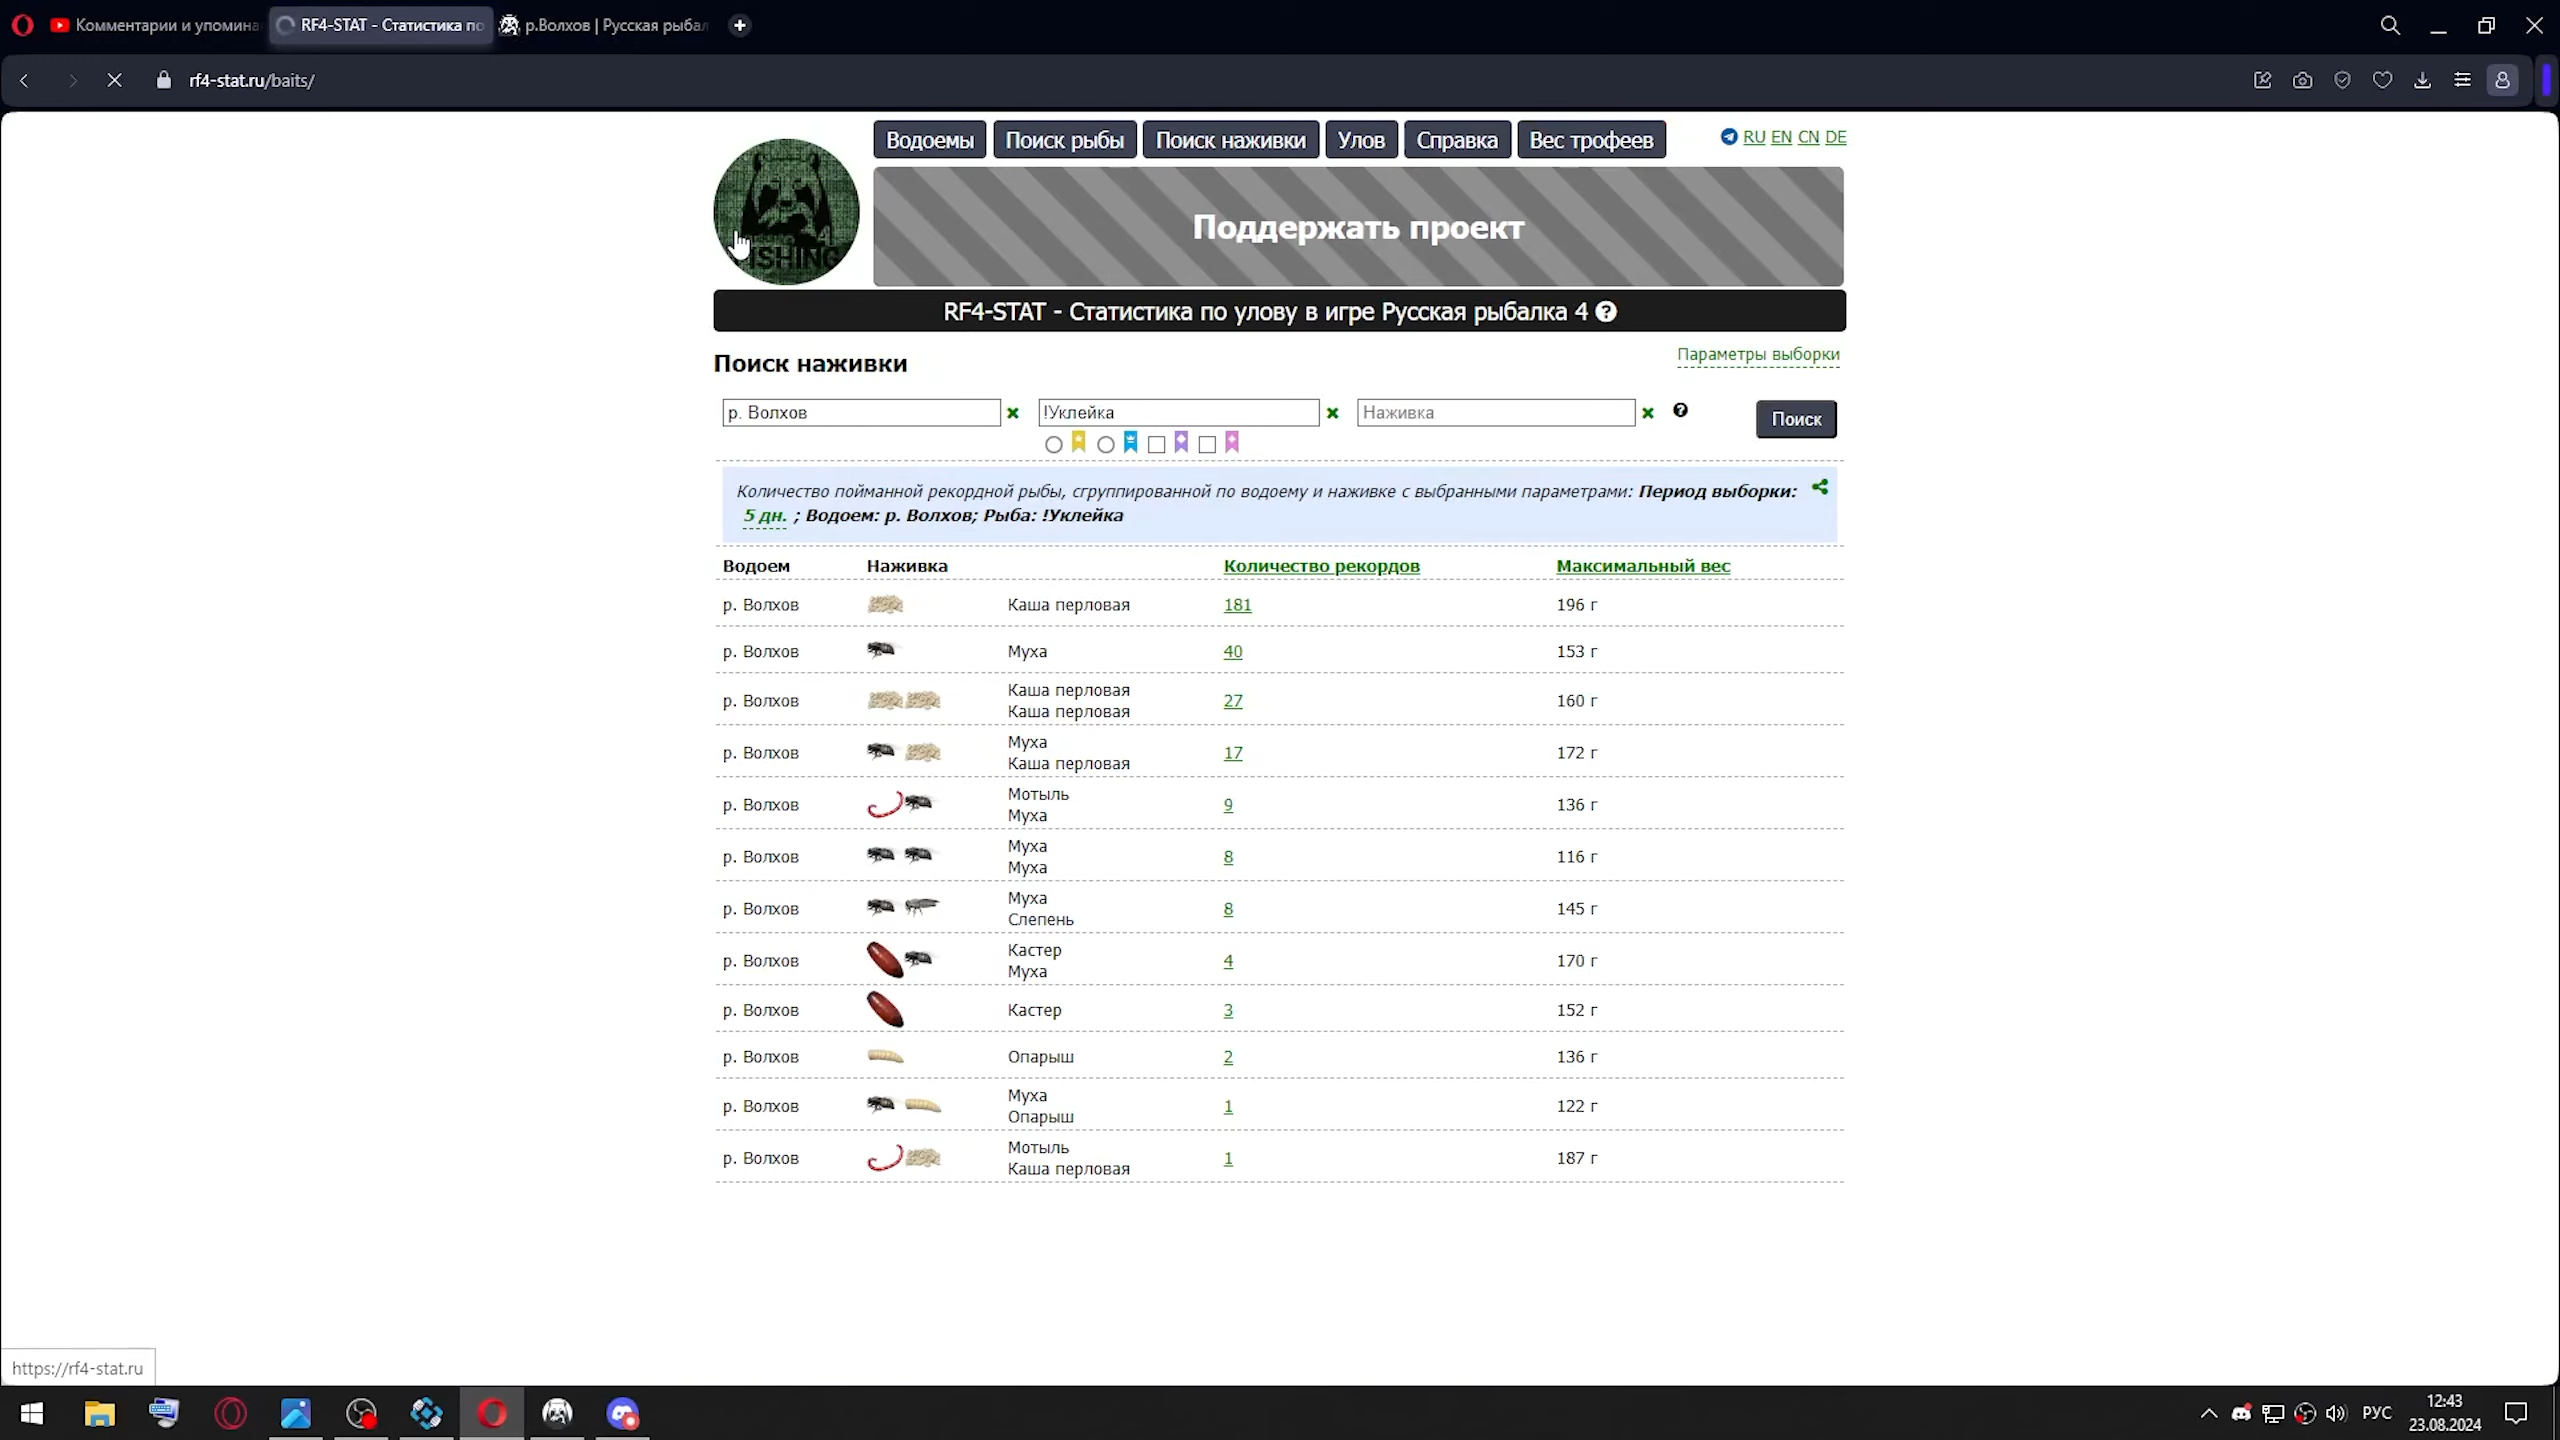 Комментарии и упомина
RF4-STAT - Статистика по
р.Волхов | Русская рыбал
rf4-stat.ru/baits/
Водоемы
Поиск рыбы
Поиск наживки
Улов
Справка
Вес трофеев
RU EN CN DE
FISHING
Поддержать проект
RF4-STAT - Статистика по улову в игре Русская рыбалка 4
Поиск наживки
Параметры выборки
р. Волхов
!Уклейка
Наживка
Поиск
Количество пойманной рекордной рыбы, сгруппированной по водоему и наживке с выбранными параметрами: Период выборки:
5 дн. ; Водоем: р. Волхов; Рыба: !Уклейка
Водоем Наживка Количество рекордов Максимальный вес
р. Волхов Каша перловая 181 196 г
р. Волхов Муха 40 153 г
р. Волхов Каша перловая
Каша перловая 27 160 г
р. Волхов Муха
Каша перловая 17 172 г
р. Волхов Мотыль
Муха 9 136 г
р. Волхов Муха
Муха 8 116 г
р. Волхов Муха
Слепень 8 145 г
р. Волхов Кастер
Муха 4 170 г
р. Волхов Кастер 3 152 г
р. Волхов Опарыш 2 136 г
р. Волхов Муха
Опарыш 1 122 г
р. Волхов Мотыль
Каша перловая 1 187 г
https://rf4-stat.ru
РУС
12:43
23.08.2024